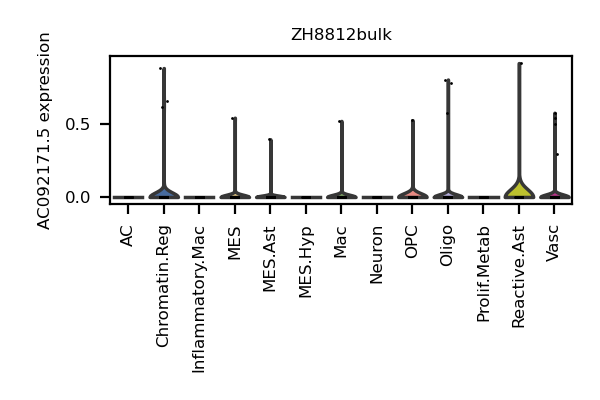 ZH8812bulk
AC092171.5 expression
0.5
0.0
AC
Chromatin.Reg
Inflammatory.Mac
MES
MES.Ast
MES.Hyp
Mac
Neuron
OPC
Oligo
Prolif.Metab
Reactive.Ast
Vasc